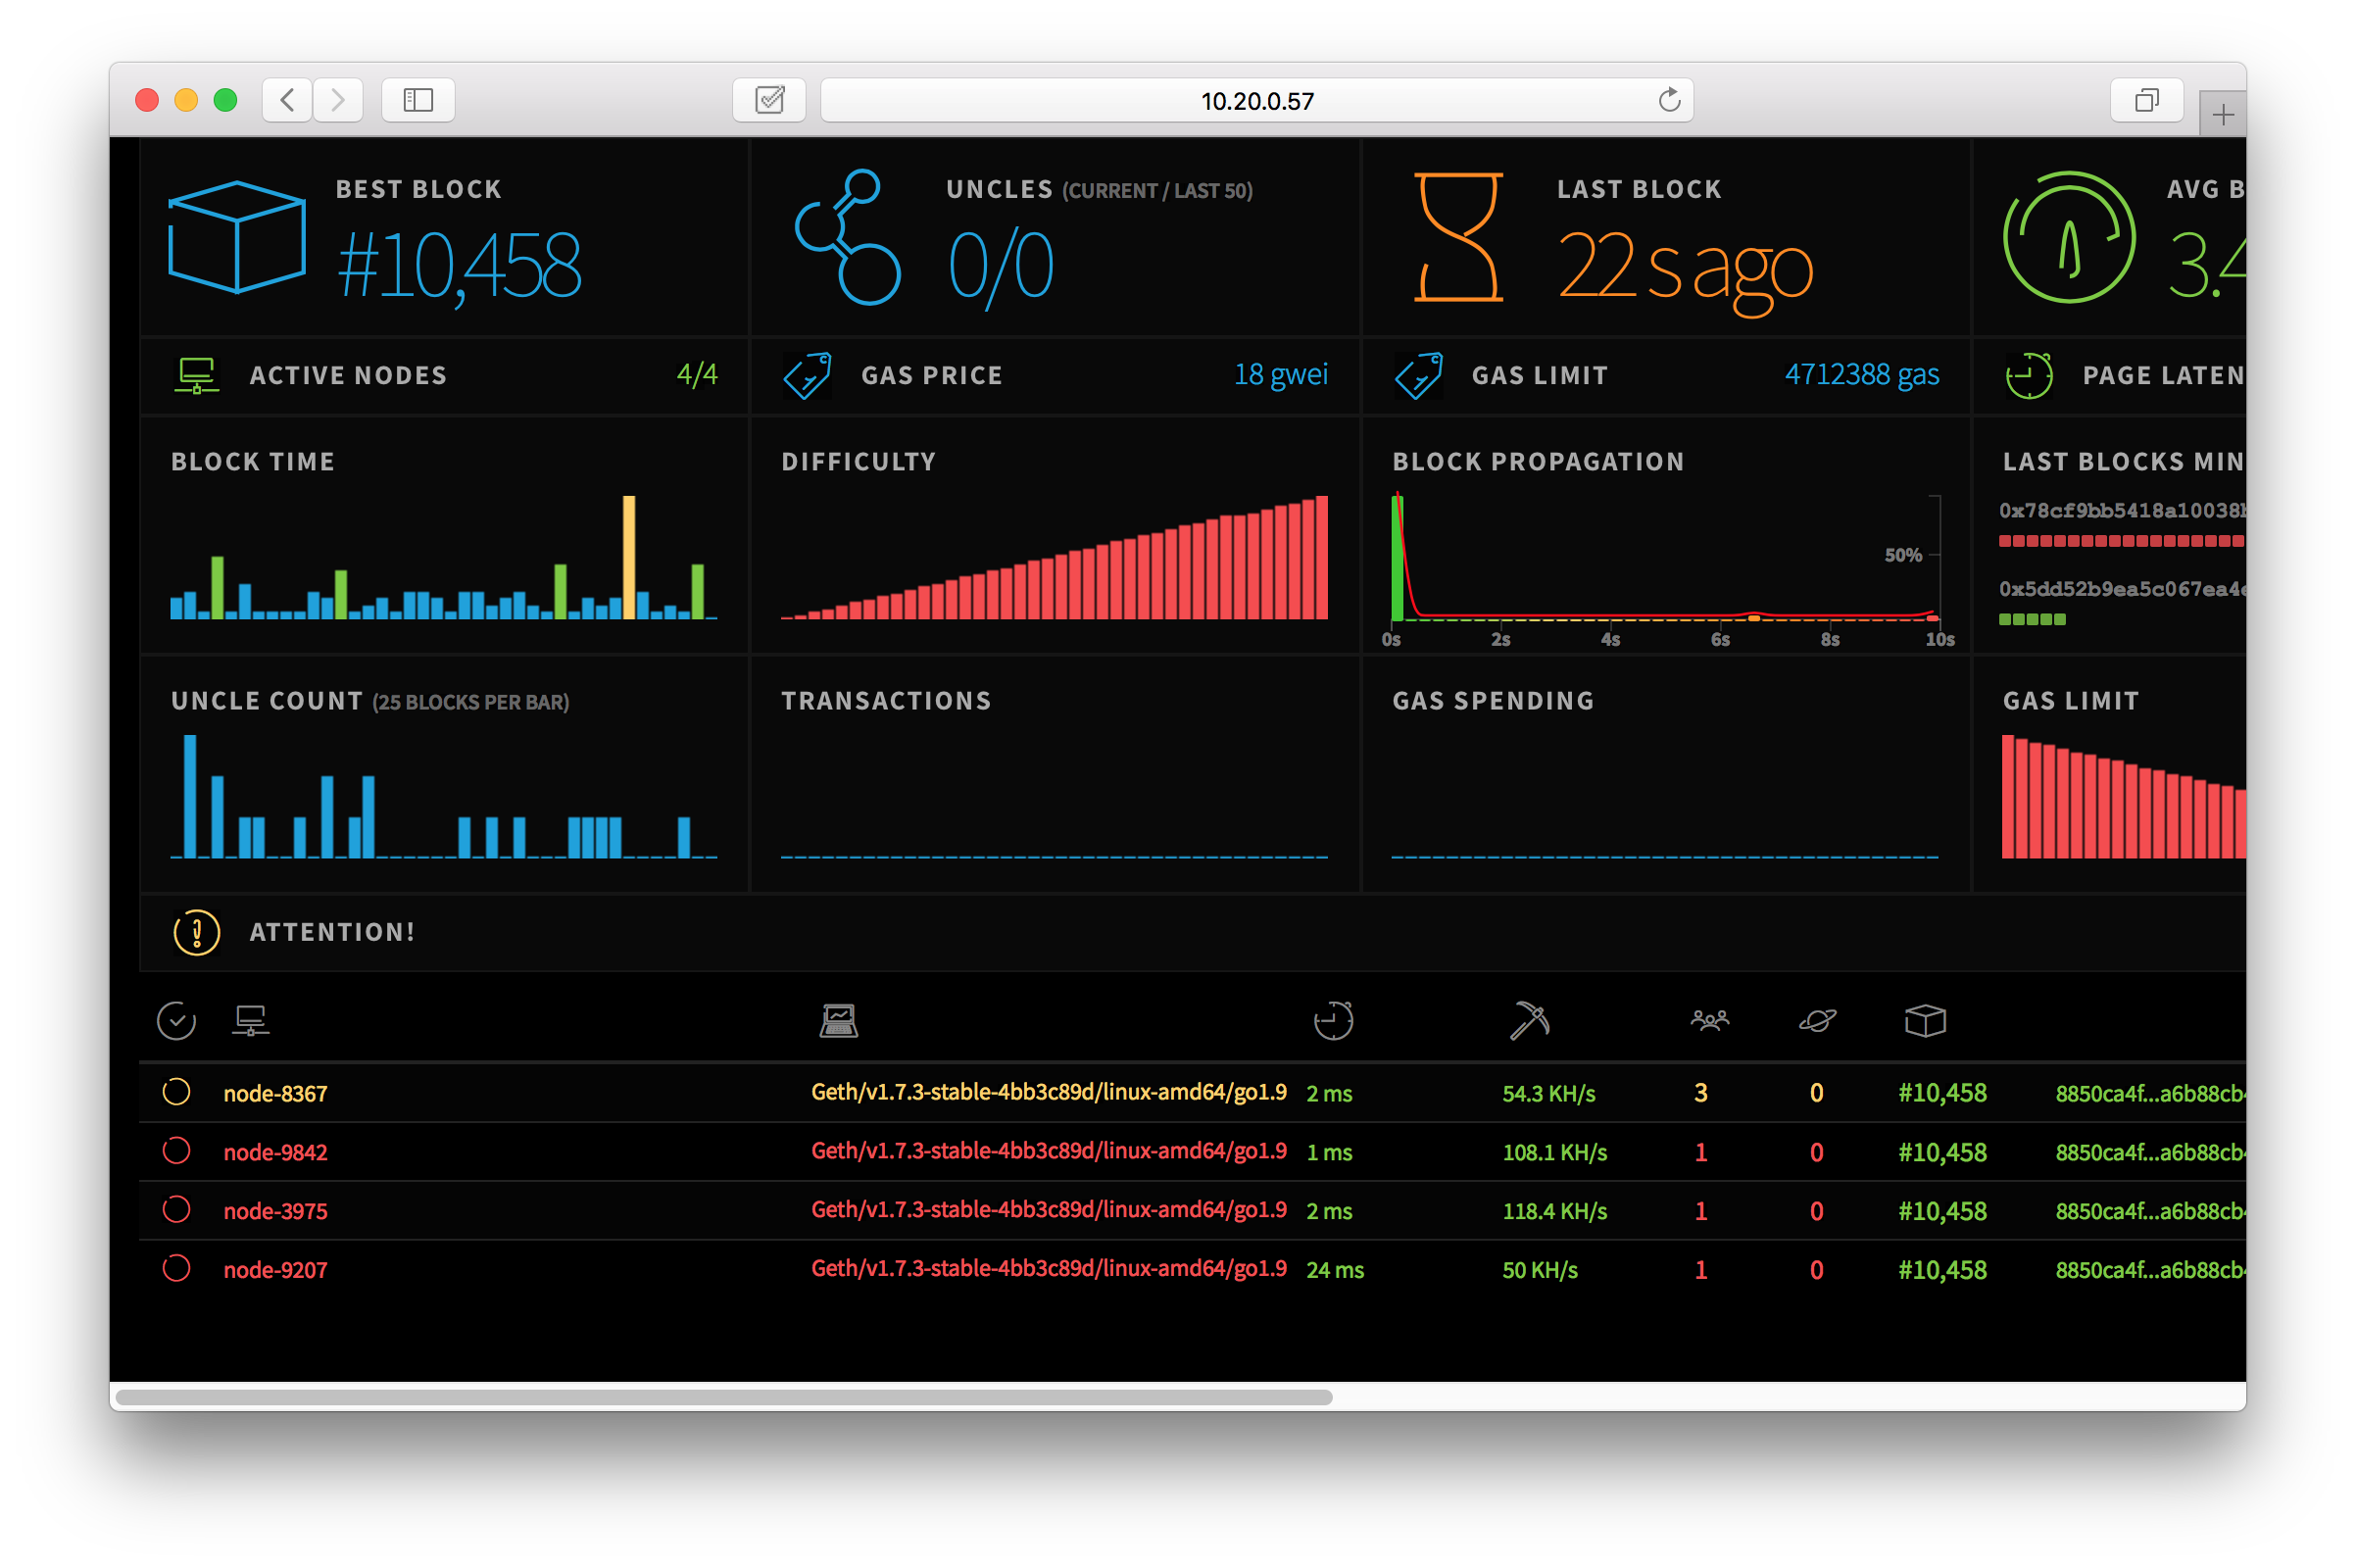 10.20.0.57
BEST BLOCK
#10,458
UNCLES (CURRENT / LAST 50)
0/0
LAST BLOCK
22 s ago
AVG B
3.4
ACTIVE NODES 4/4
GAS PRICE 18 gwei
GAS LIMIT 4712388 gas
PAGE LATEN
BLOCK TIME
DIFFICULTY
BLOCK PROPAGATION
50%
0s 2s 4s 6s 8s 10s
LAST BLOCKS MIN
0x78cf9bb5418a10038b
0x5dd52b9ea5c067ea4e
UNCLE COUNT (25 BLOCKS PER BAR)
TRANSACTIONS
GAS SPENDING
GAS LIMIT
ATTENTION!
node-8367 Geth/v1.7.3-stable-4bb3c89d/linux-amd64/go1.9 2 ms 54.3 KH/s 3 0 #10,458 8850ca4f...a6b88cb4
node-9842 Geth/v1.7.3-stable-4bb3c89d/linux-amd64/go1.9 1 ms 108.1 KH/s 1 0 #10,458 8850ca4f...a6b88cb4
node-3975 Geth/v1.7.3-stable-4bb3c89d/linux-amd64/go1.9 2 ms 118.4 KH/s 1 0 #10,458 8850ca4f...a6b88cb4
node-9207 Geth/v1.7.3-stable-4bb3c89d/linux-amd64/go1.9 24 ms 50 KH/s 1 0 #10,458 8850ca4f...a6b88cb4